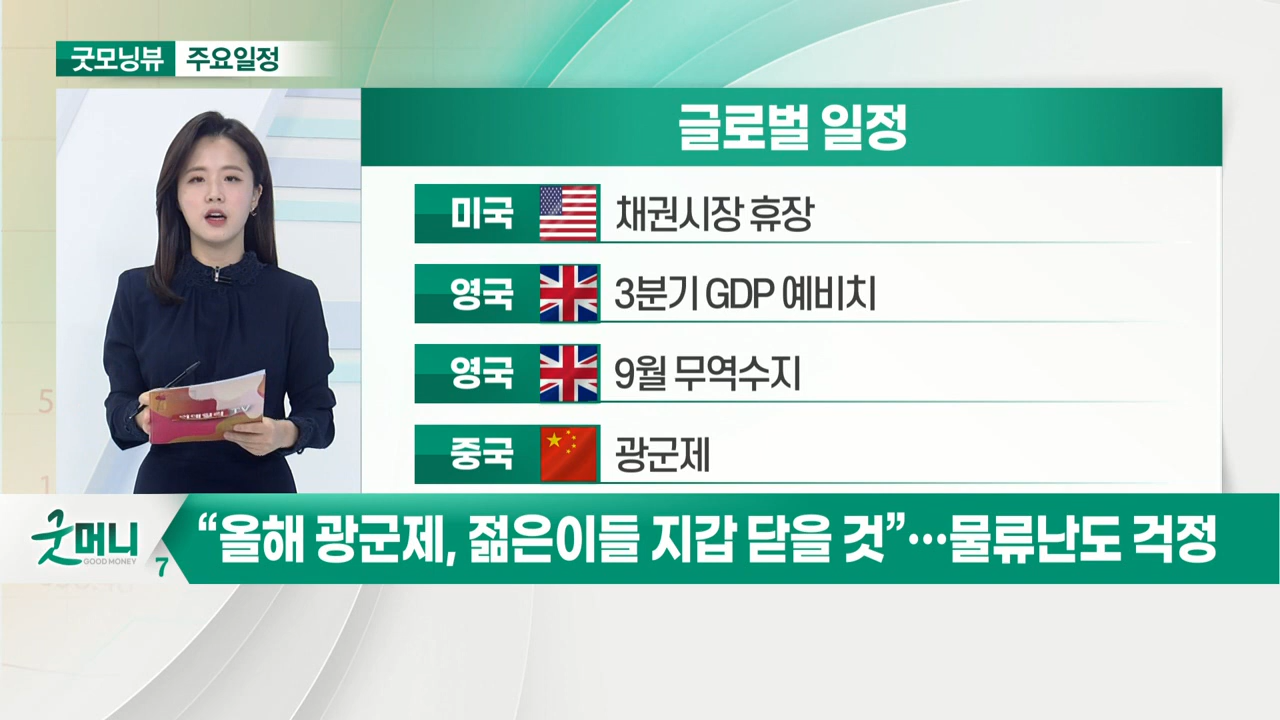 굿모닝뷰 주요일정
글로벌 일정
미국 채권시장 휴장
영국 3분기 GDP 예비치
영국 9월 무역수지
중국 광군제
굿머니
GOOD MONEY
7
“올해 광군제, 젊은이들 지갑 닫을 것”…물류난도 걱정
5
1